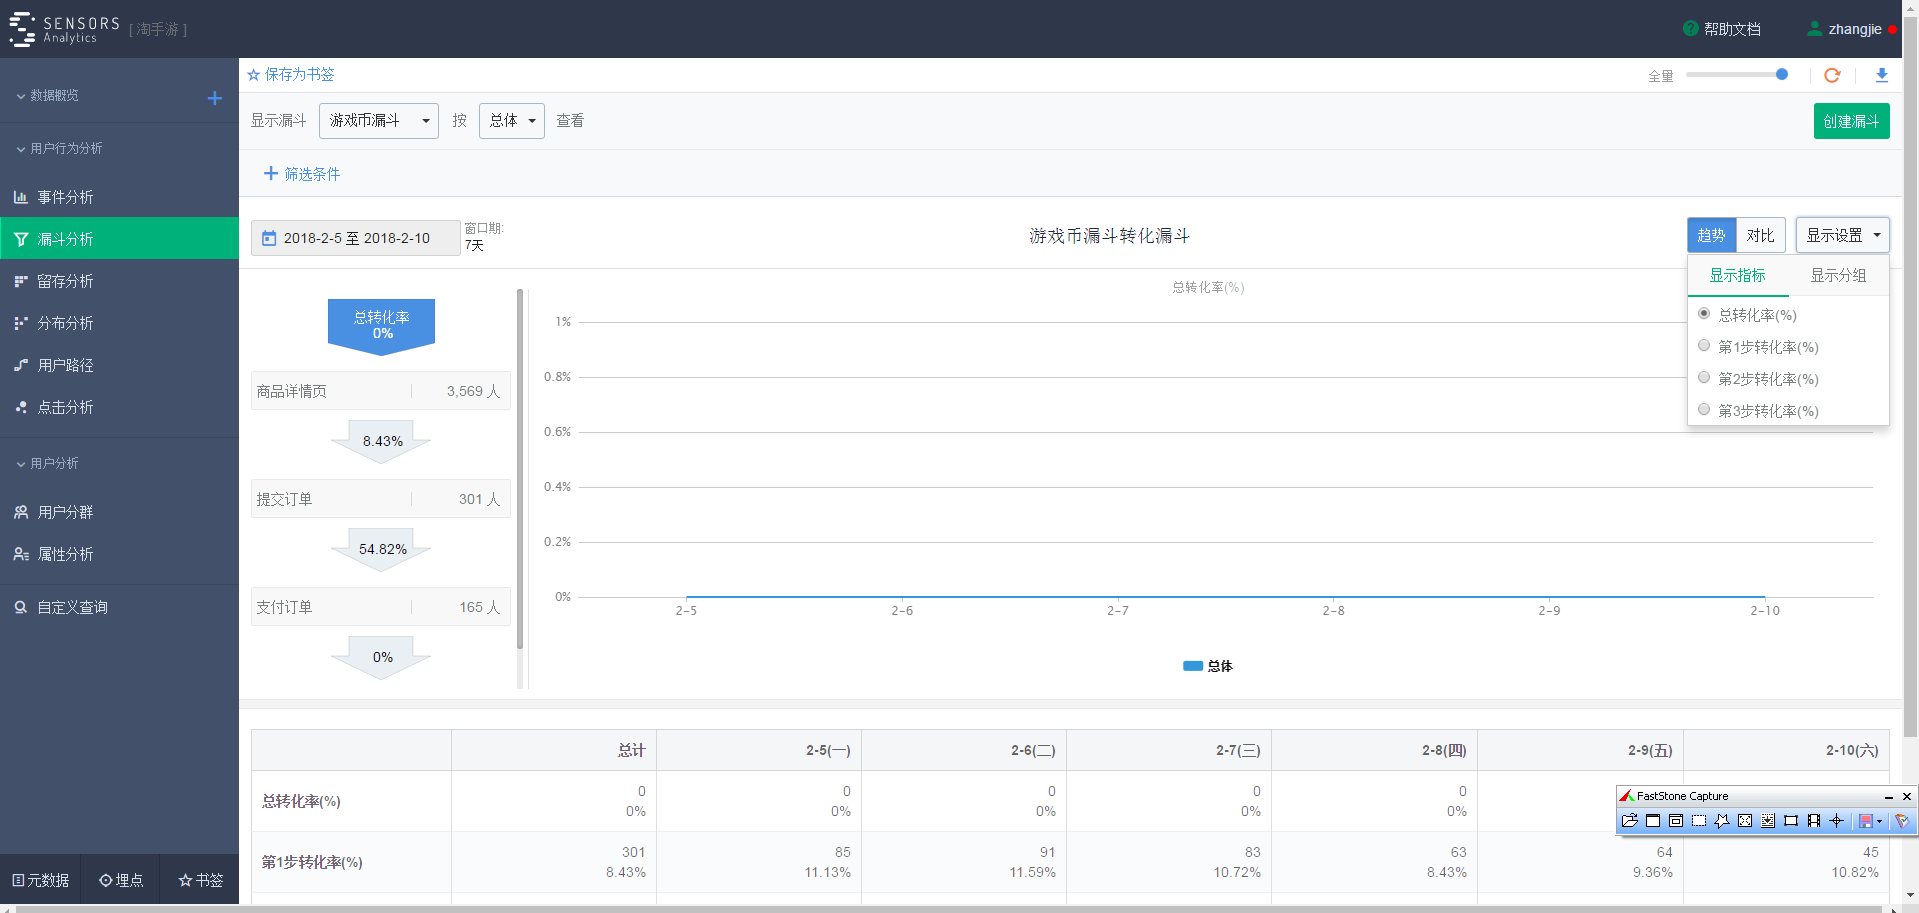 SENSORS
Analytics
[ 淘手游 ]
帮助文档
zhangjie
数据概览
用户行为分析
事件分析
漏斗分析
留存分析
分布分析
用户路径
点击分析
用户分析
用户分群
属性分析
自定义查询
元数据
埋点
书签
保存为书签
全量
显示漏斗
游戏币漏斗
按
总体
查看
创建漏斗
筛选条件
2018-2-5 至 2018-2-10
窗口期:
7天
游戏币漏斗转化漏斗
趋势
对比
显示设置
显示指标
显示分组
总转化率(%)
第1步转化率(%)
第2步转化率(%)
第3步转化率(%)
总转化率
0%
商品详情页
3,569 人
8.43%
提交订单
301 人
54.82%
支付订单
165 人
0%
总转化率(%)
1%
0.8%
0.6%
0.4%
0.2%
0%
2-5
2-6
2-7
2-8
2-9
2-10
总体
总计
2-5(一)
2-6(二)
2-7(三)
2-8(四)
2-9(五)
2-10(六)
总转化率(%)
0
0
0
0
0
0%
0%
0%
0%
0%
第1步转化率(%)
301
85
91
83
63
64
45
8.43%
11.13%
11.59%
10.72%
8.43%
9.36%
10.82%
FastStone Capture